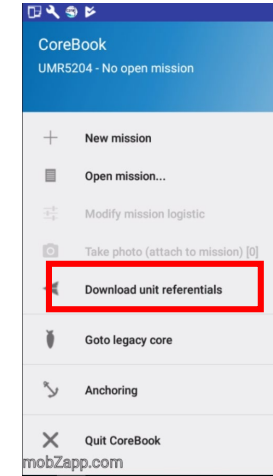 CoreBook
UMR5204 - No open mission
New mission
Open mission...
Modify mission logistic
Take photo (attach to mission) [0]
Download unit referentials
Goto legacy core
Anchoring
Quit CoreBook
mobZapp.com